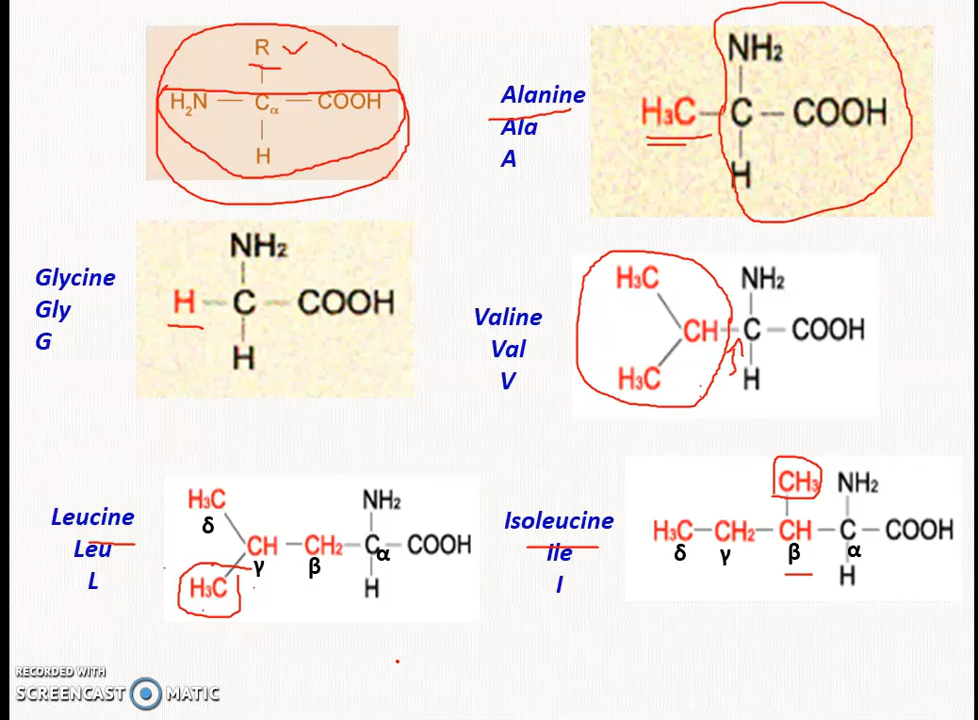 R
H₂N — Cα — COOH
H
Alanine
Ala
A
NH₂
H₃C — C — COOH
H
Glycine
Gly
G
NH₂
H — C — COOH
H
Valine
Val
V
H₃C NH₂
CH — C — COOH
H₃C H
Leucine
Leu
L
H₃C NH₂
δ
CH — CH₂ — C — COOH
γ β α
H₃C H
Isoleucine
Ile
I
CH₃ NH₂
H₃C — CH₂ — CH — C — COOH
δ γ β α
H
RECORDED WITH
SCREENCAST MATIC